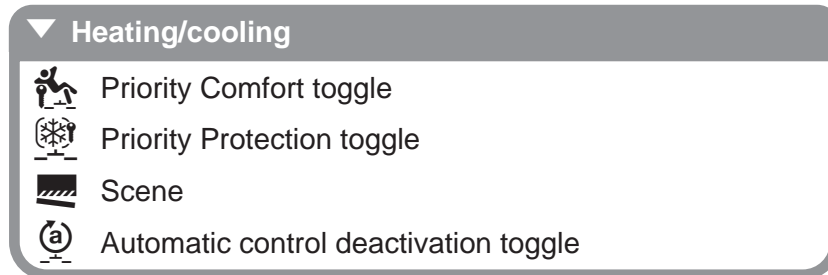 Heating/cooling
Priority Comfort toggle
Priority Protection toggle
Scene
a Automatic control deactivation toggle